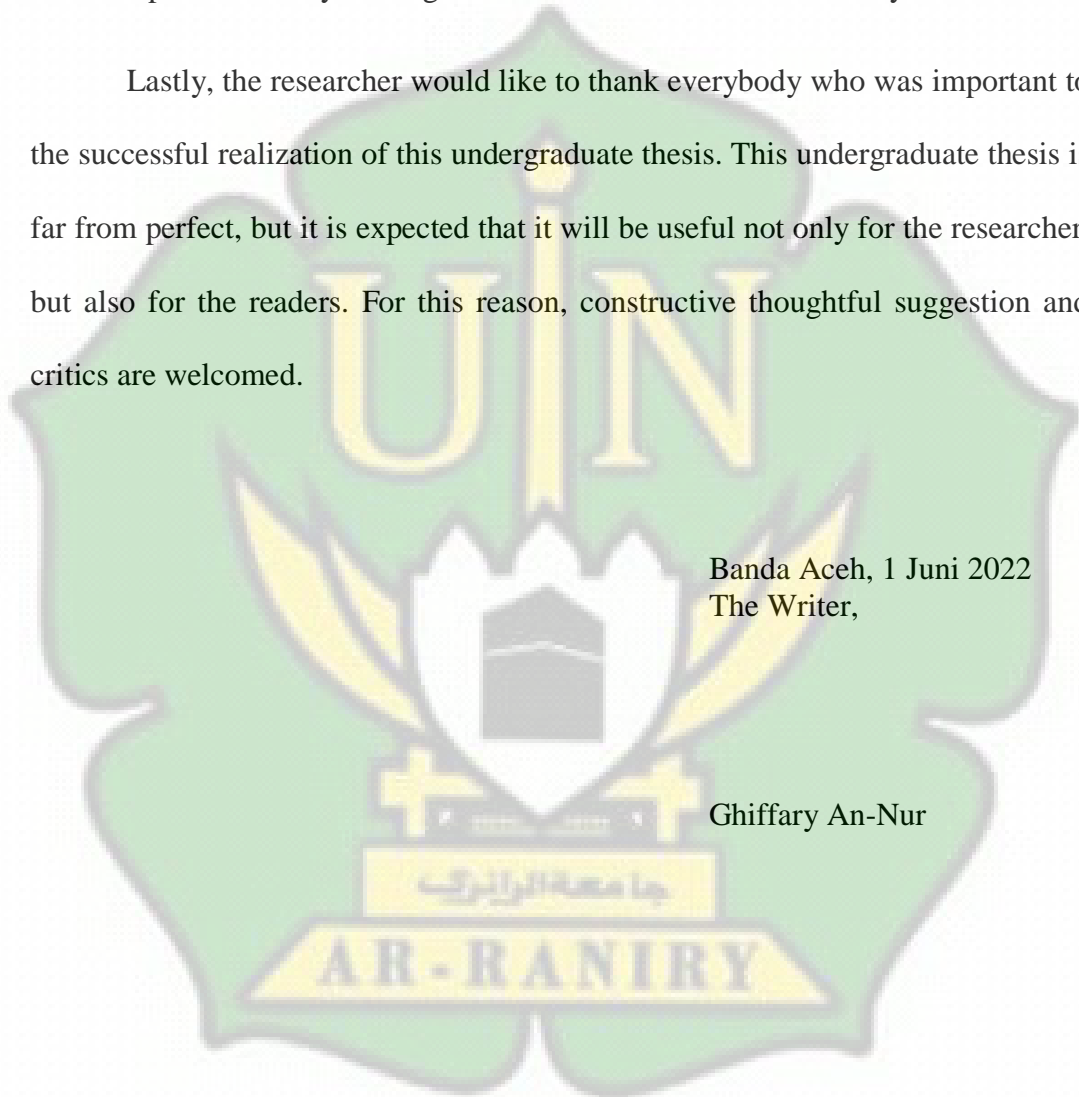 Lastly, the researcher would like to thank everybody who was important to
the successful realization of this undergraduate thesis. This undergraduate thesis i
far from perfect, but it is expected that it will be useful not only for the researcher
but also for the readers. For this reason, constructive thoughtful suggestion and
critics are welcomed.
UIN
Banda Aceh, 1 Juni 2022
The Writer,
Ghiffary An-Nur
جامعة الرانري
AR-RANIRY